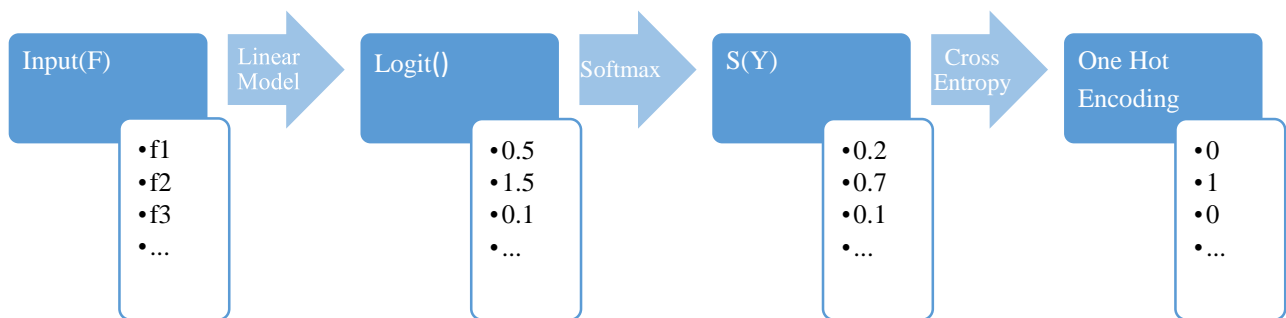 Input(F)
•f1
•f2
•f3
•...
Linear
Model
Logit()
•0.5
•1.5
•0.1
•...
Softmax
S(Y)
•0.2
•0.7
•0.1
•...
Cross
Entropy
One Hot
Encoding
•0
•1
•0
•...